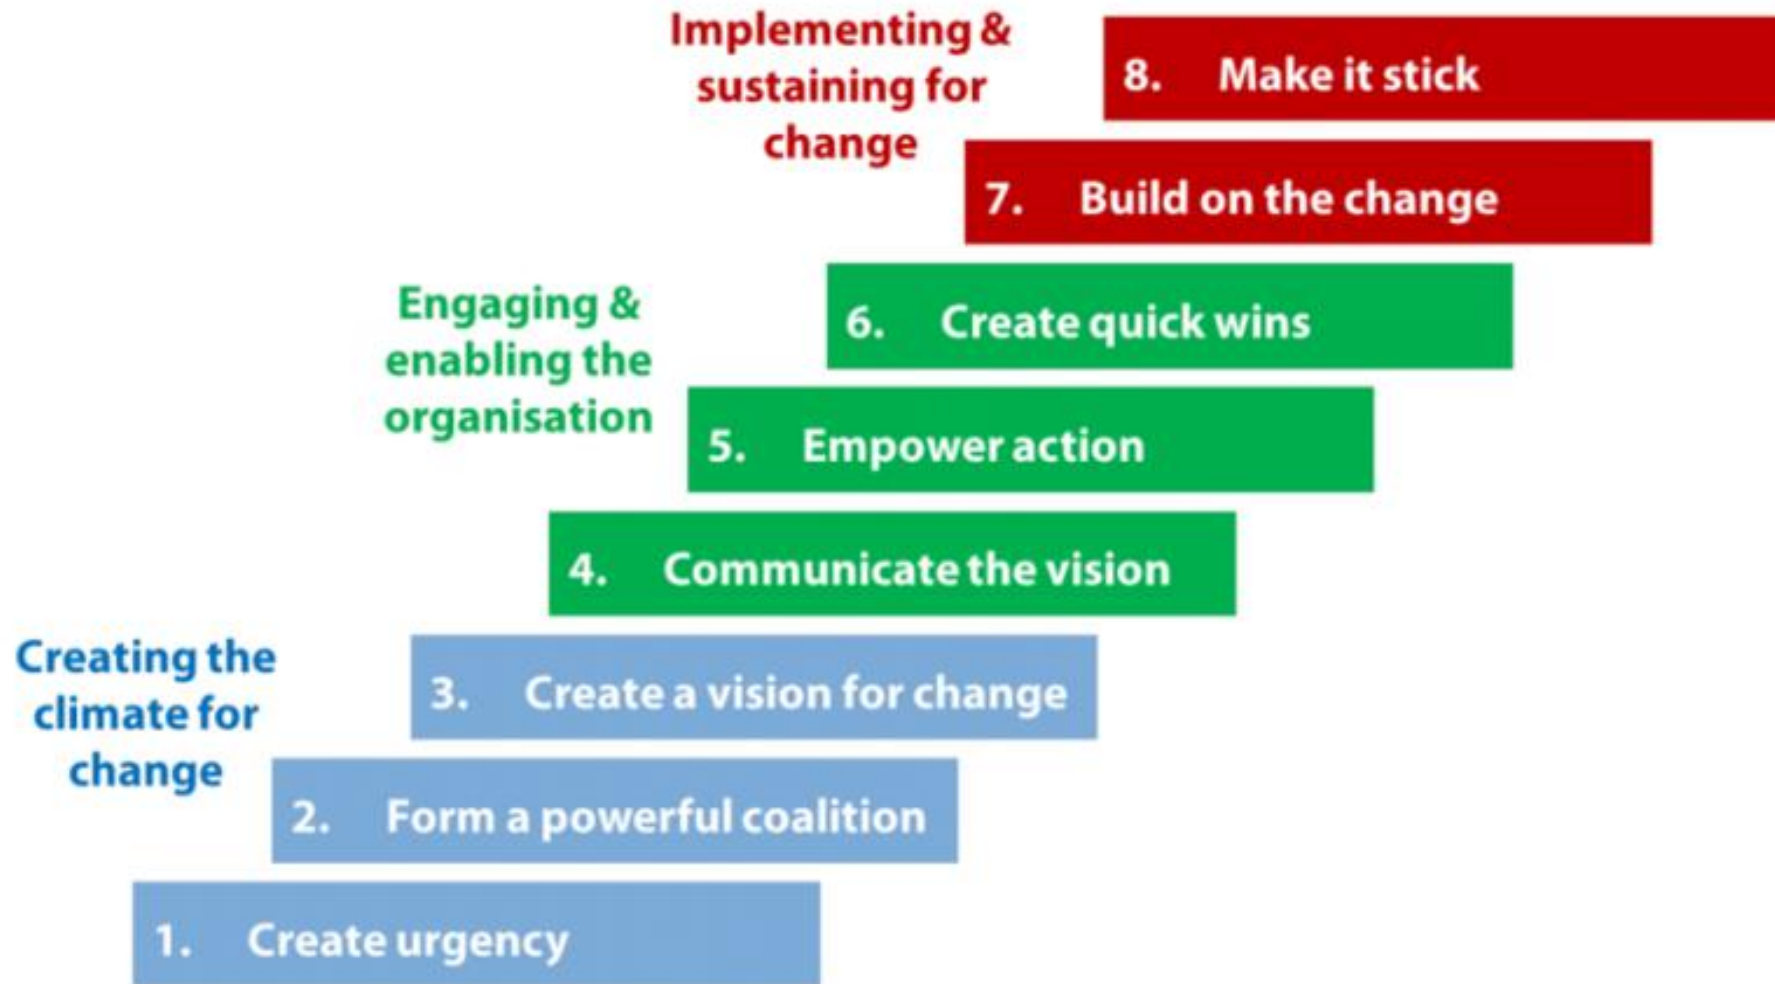 Implementing &
sustaining for
change
8. Make it stick
7. Build on the change
Engaging &
enabling the
organisation
6. Create quick wins
5. Empower action
4. Communicate the vision
Creating the
climate for
change
3. Create a vision for change
2. Form a powerful coalition
1. Create urgency